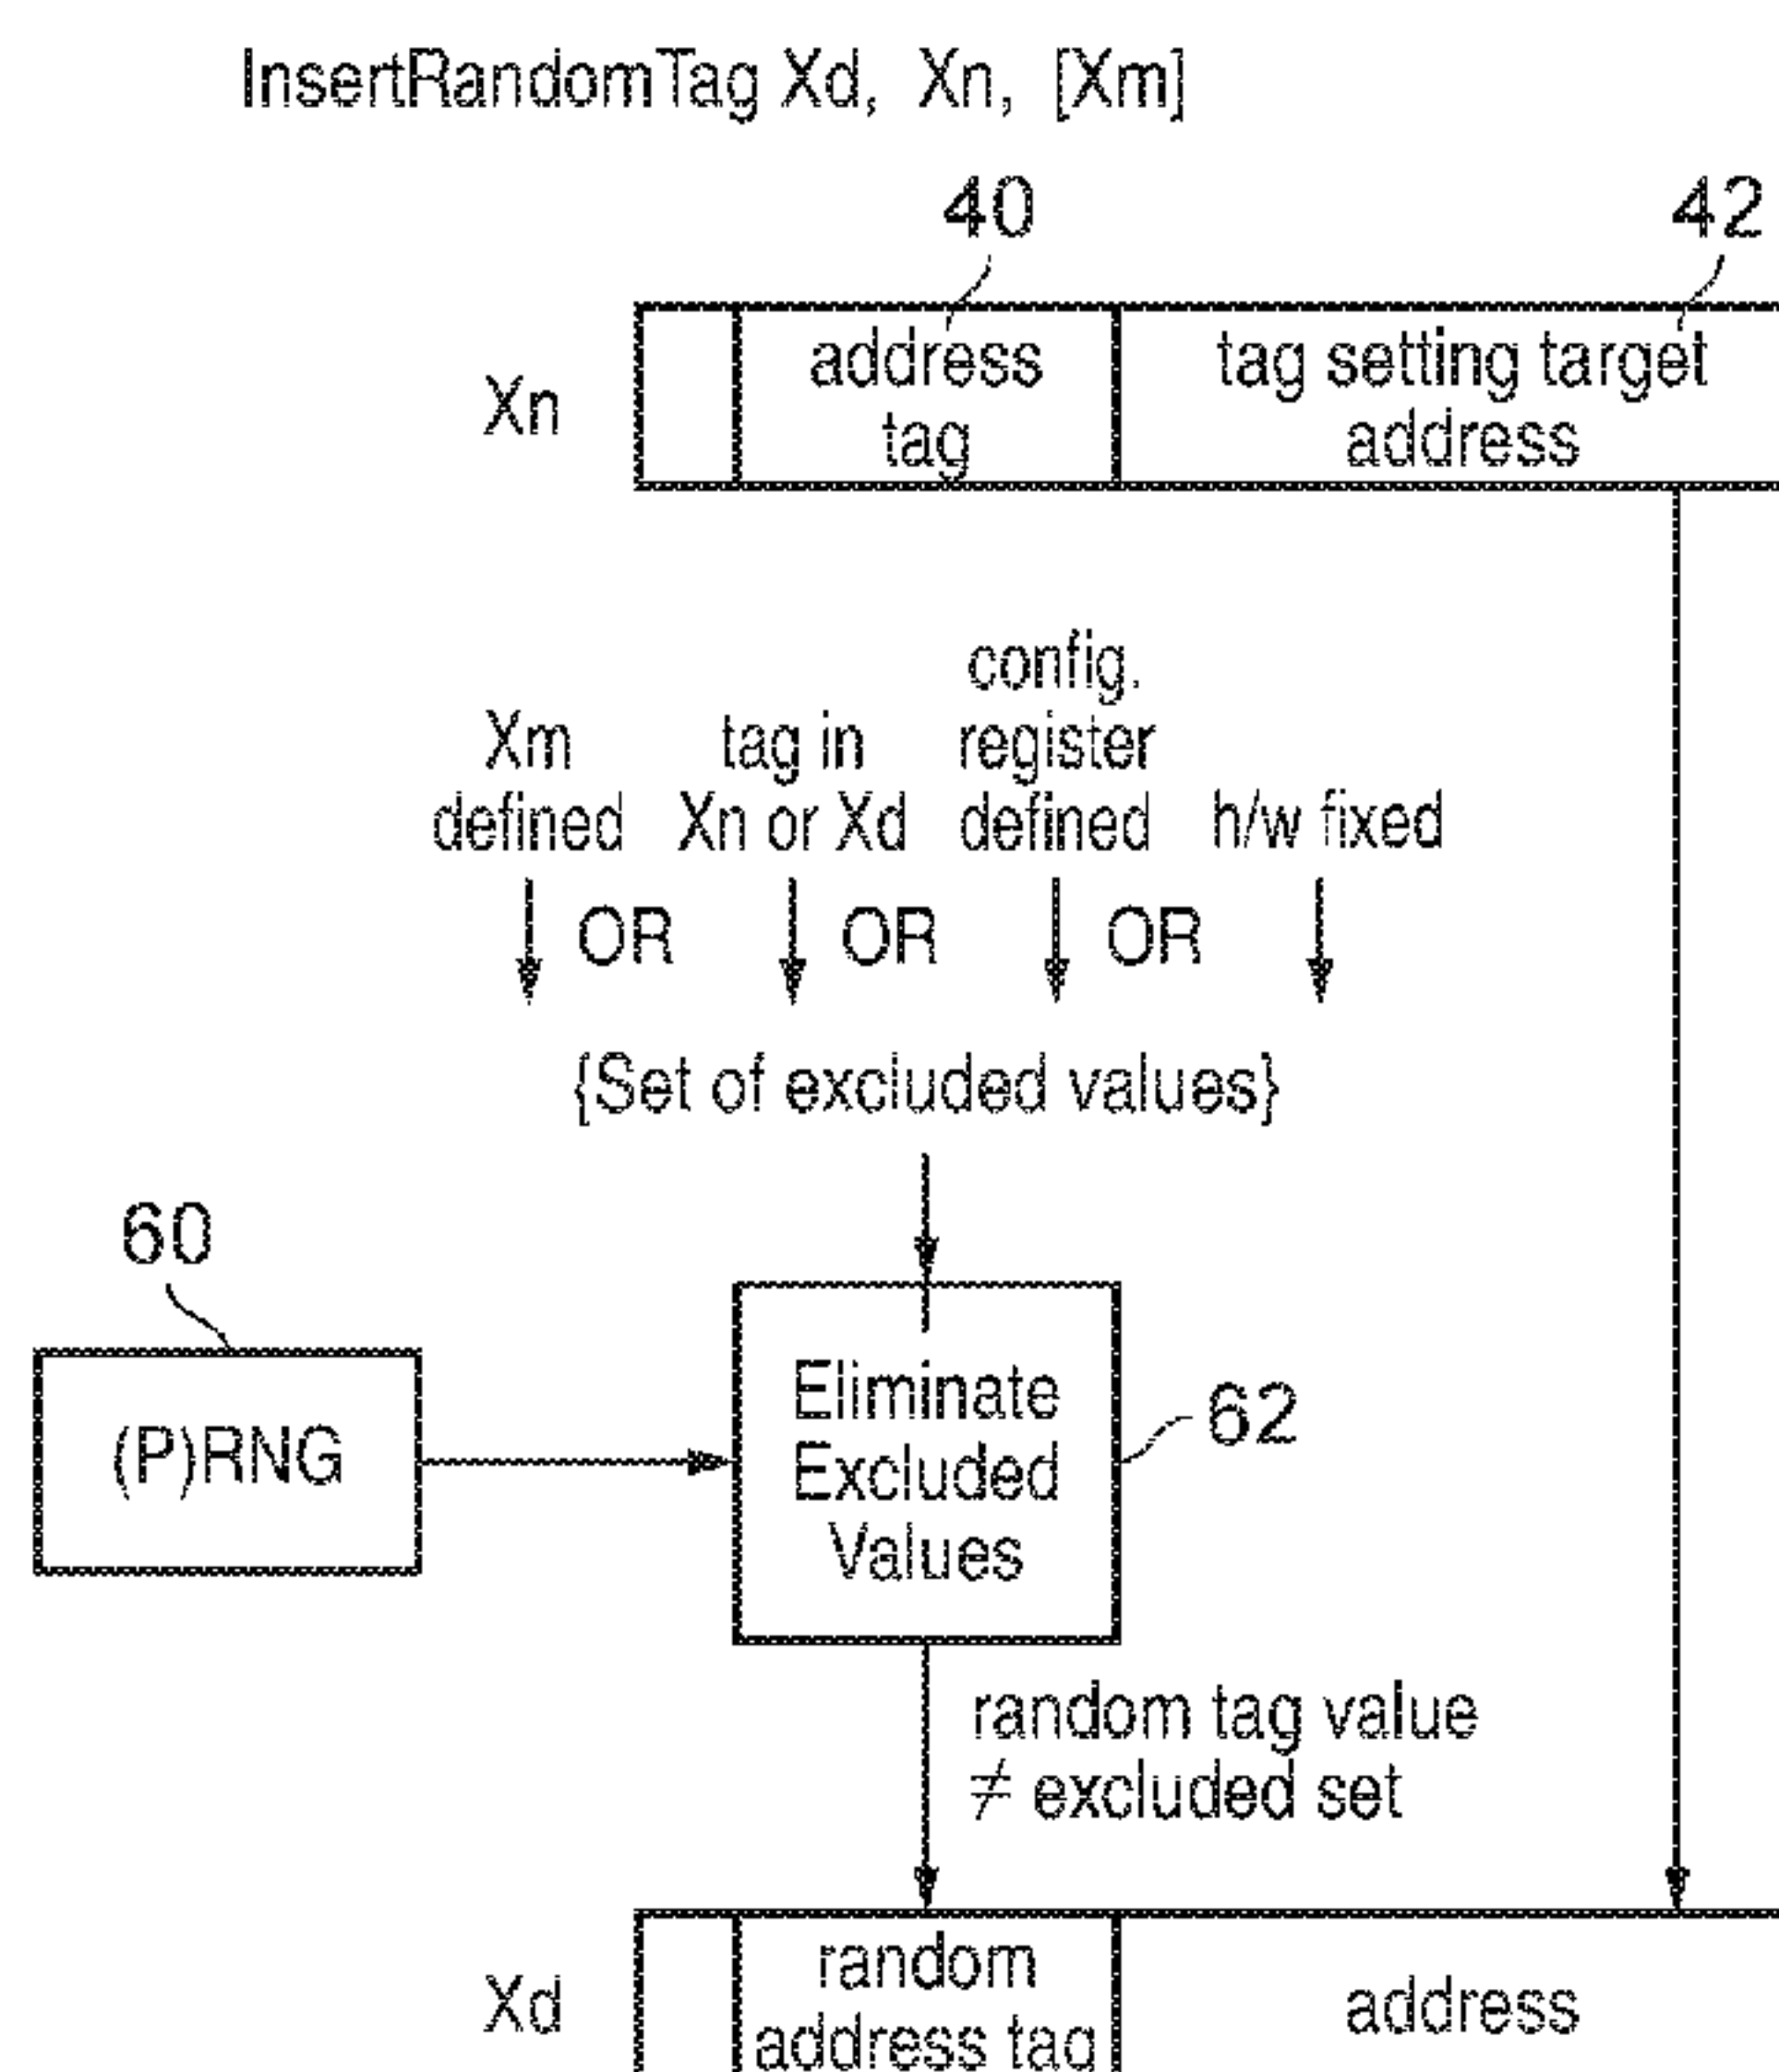 InsertRandomTag Xd, Xn, [Xm]
40
42
Xn
address
tag
tag setting target
address
Xm
defined
tag in
Xn or Xd
config.
register
defined
h/w fixed
OR
OR
OR
{Set of excluded values}
60
(P)RNG
Eliminate
Excluded
Values
62
random tag value
≠ excluded set
Xd
random
address tag
address